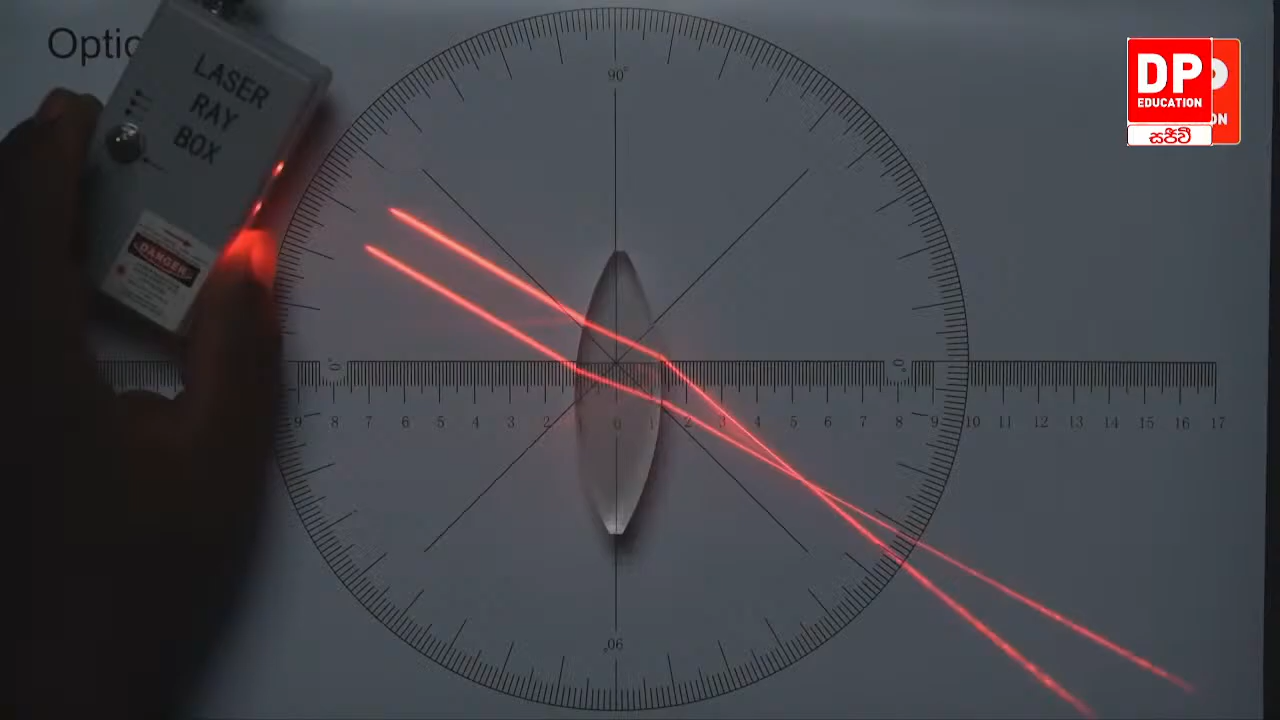 Optic
LASER
RAY
BOX
DANGER
DP
EDUCATION
සජීවී
90°
0°
0°
9 8 7 6 5 4 3 2 1 0 1 2 3 4 5 6 7 8 9 10 11 12 13 14 15 16 17
90°